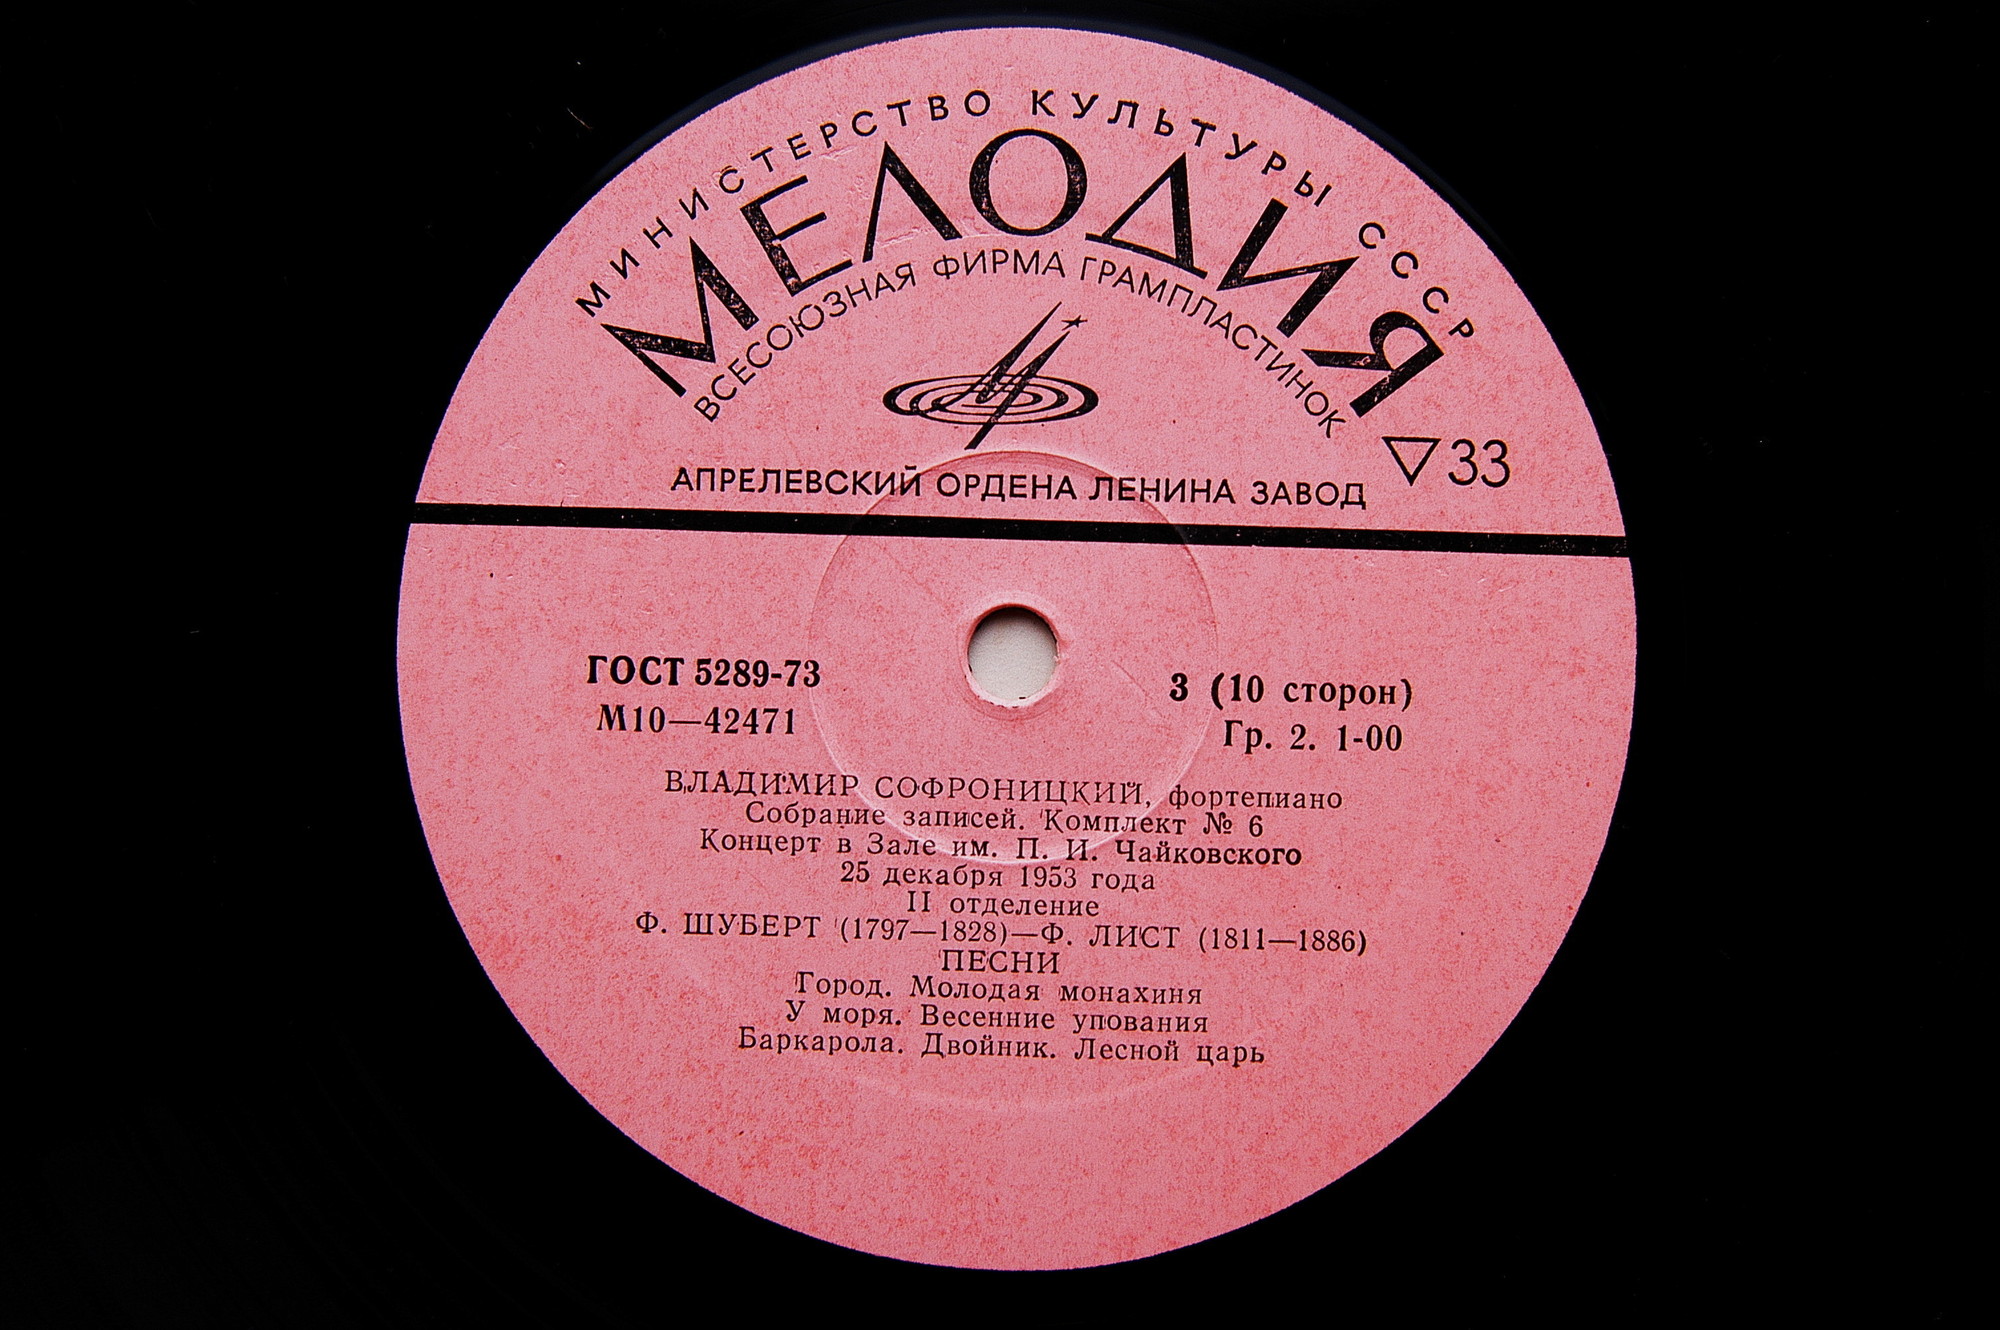 МИНИСТЕРСТВО КУЛЬТУРЫ СССР
МЕЛОДИЯ
ВСЕСОЮЗНАЯ ФИРМА ГРАМПЛАСТИНОК
33
АПРЕЛЕВСКИЙ ОРДЕНА ЛЕНИНА ЗАВОД
ГОСТ 5289-73
М10—42471
3 (10 сторон)
Гр. 2. 1-00
ВЛАДИМИР СОФРОНИЦКИЙ, фортепиано
Собрание записей. Комплект № 6
Концерт в Зале им. П. И. Чайковского
25 декабря 1953 года
II отделение
Ф. ШУБЕРТ (1797—1828)—Ф. ЛИСТ (1811—1886)
ПЕСНИ
Город. Молодая монахиня
У моря. Весенние упования
Баркарола. Двойник. Лесной царь